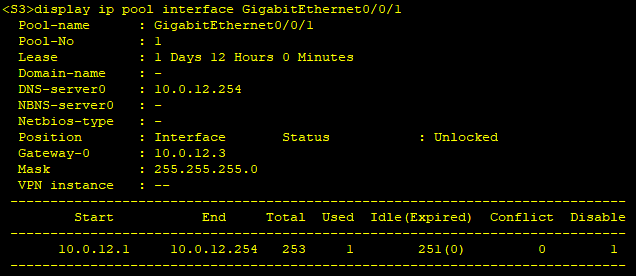 <S3>display ip pool interface GigabitEthernet0/0/1
Pool-name : GigabitEthernet0/0/1
Pool-No : 1
Lease : 1 Days 12 Hours 0 Minutes
Domain-name : -
DNS-server0 : 10.0.12.254
NBNS-server0 : -
Netbios-type : -
Position : Interface Status : Unlocked
Gateway-0 : 10.0.12.3
Mask : 255.255.255.0
VPN instance : --
-----------------------------------------------------------------------------
Start End Total Used Idle(Expired) Conflict Disable
-----------------------------------------------------------------------------
10.0.12.1 10.0.12.254 253 1 251(0) 0 1
-----------------------------------------------------------------------------